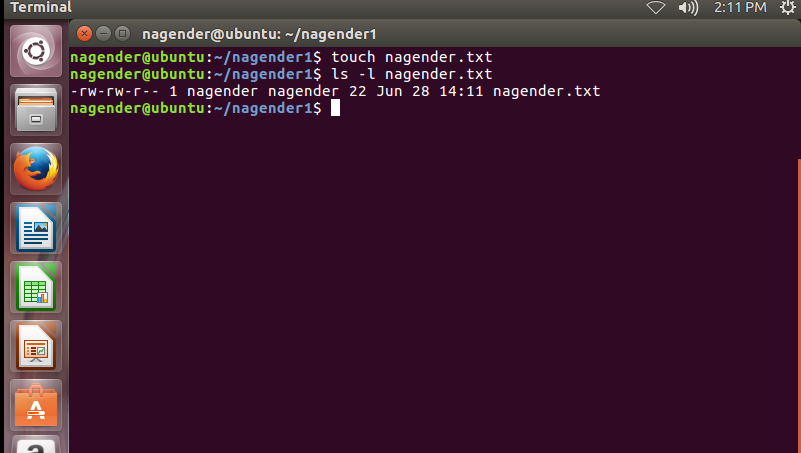 Terminal
2:11 PM
nagender@ubuntu: ~/nagender1
nagender@ubuntu:~/nagender1$ touch nagender.txt
nagender@ubuntu:~/nagender1$ ls -l nagender.txt
-rw-rw-r-- 1 nagender nagender 22 Jun 28 14:11 nagender.txt
nagender@ubuntu:~/nagender1$